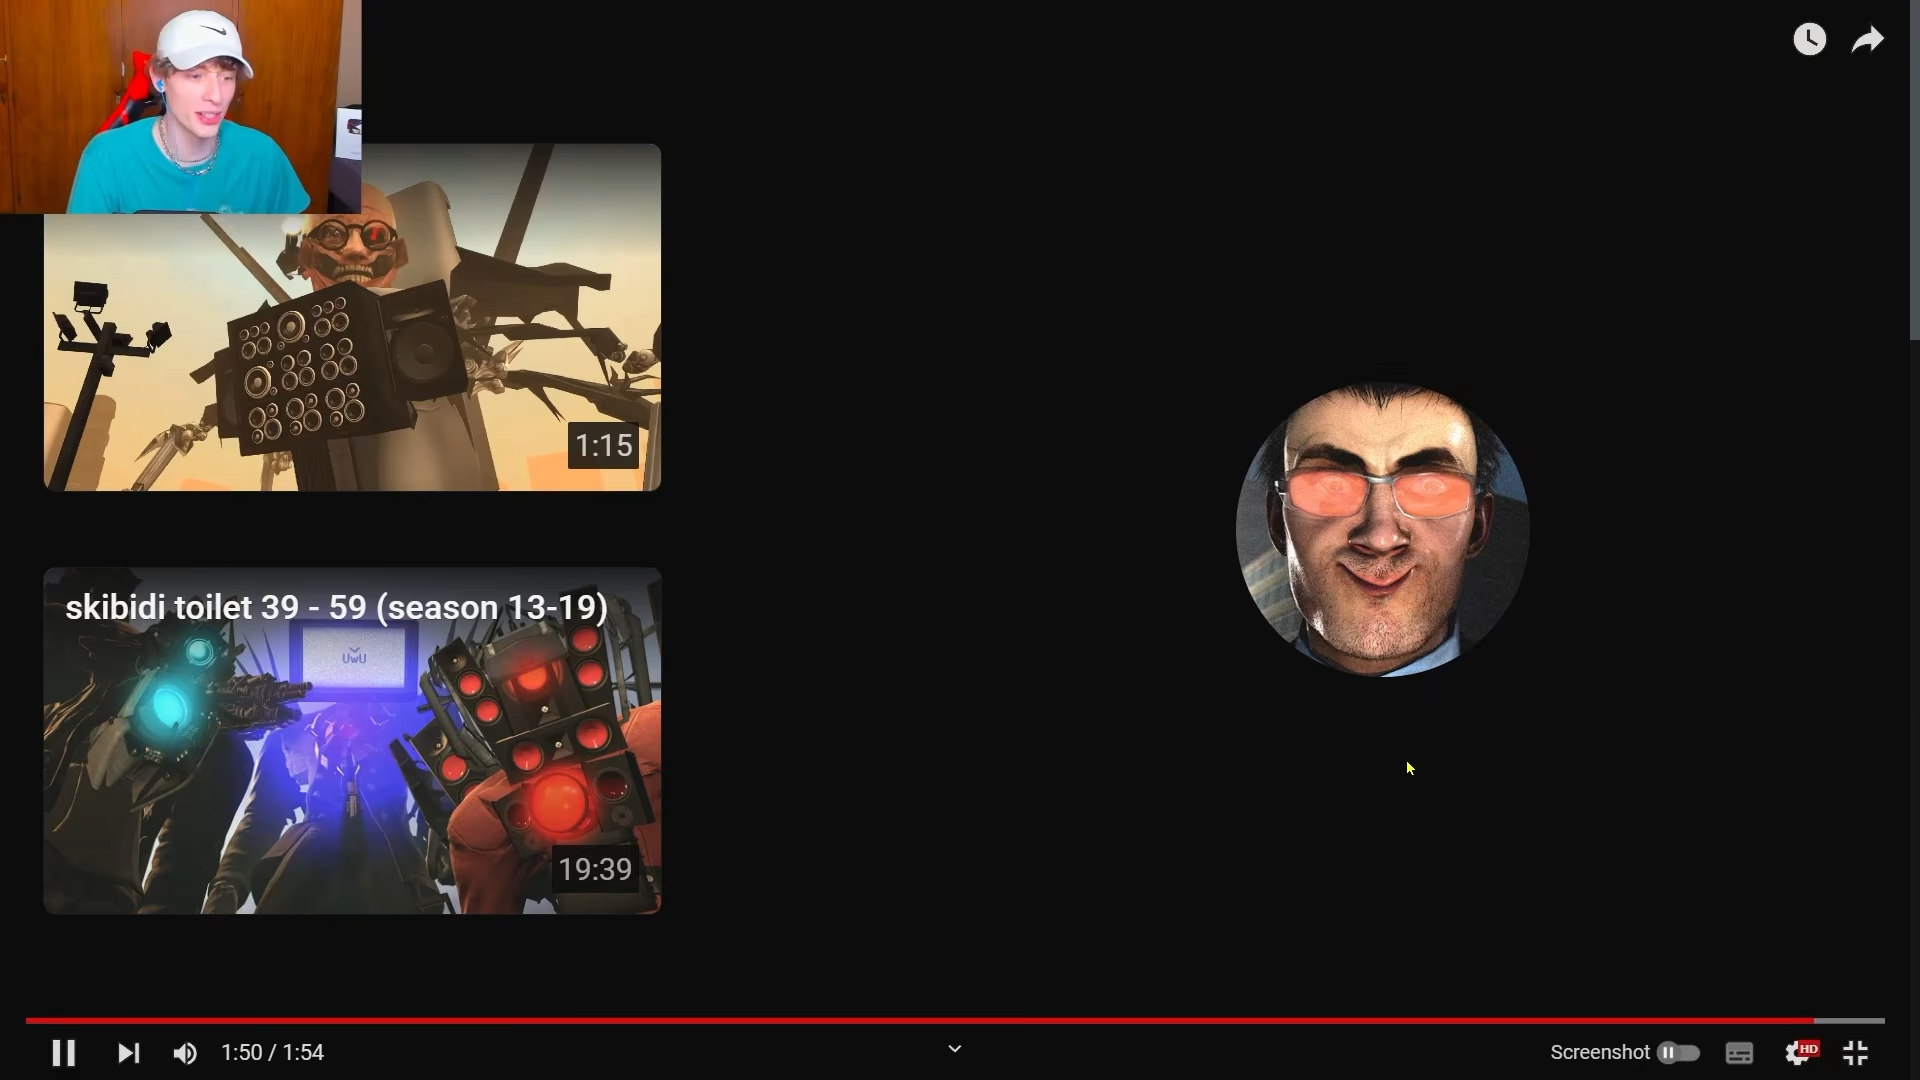 1:15
skibidi toilet 39 - 59 (season 13-19)
UwU
19:39
1:50 / 1:54
Screenshot
HD